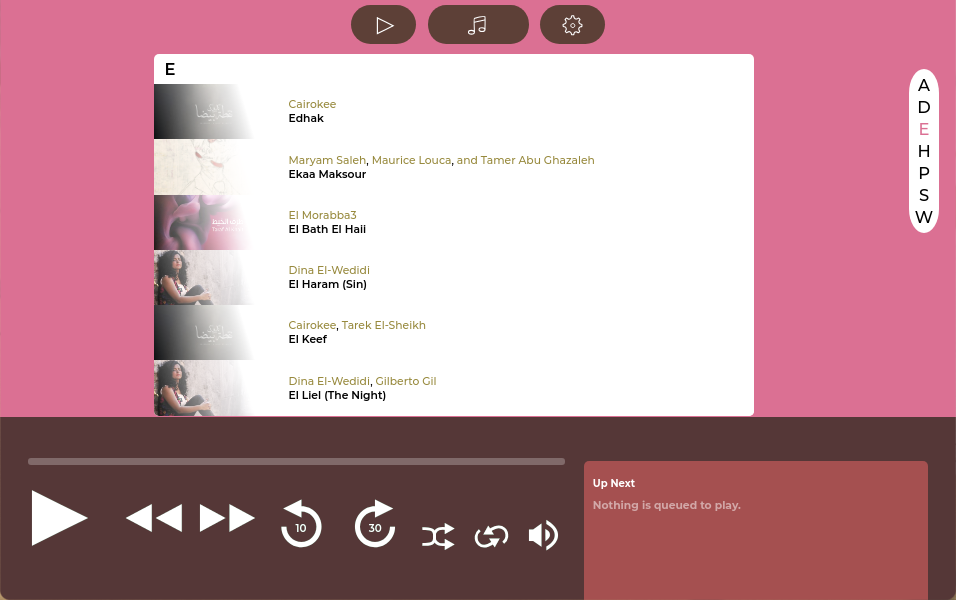 E
Cairokee
Edhak
Maryam Saleh, Maurice Louca, and Tamer Abu Ghazaleh
Ekaa Maksour
El Morabba3
El Bath El Haii
Dina El-Wedidi
El Haram (Sin)
Cairokee, Tarek El-Sheikh
El Keef
Dina El-Wedidi, Gilberto Gil
El Liel (The Night)
A
D
E
H
P
S
W
10
30
Up Next
Nothing is queued to play.